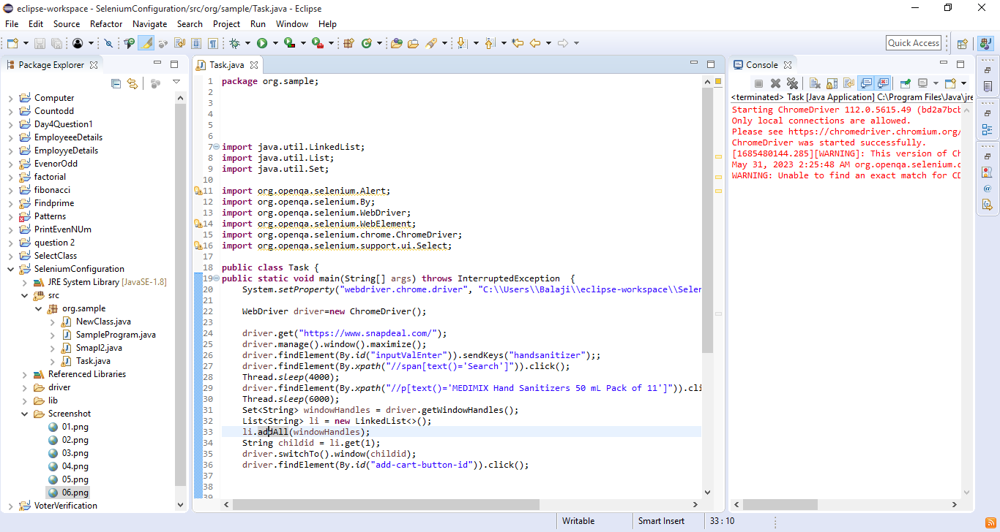 eclipse-workspace - SeleniumConfiguration/src/org/sample/Task.java - Eclipse
File Edit Source Refactor Navigate Search Project Run Window Help
Quick Access
Package Explorer
Computer
Countodd
Day4Question1
EmployeeeDetails
EmployyeDetails
EvenorOdd
factorial
fibonacci
Findprime
Patterns
PrintEvenNUm
question 2
SelectClass
SeleniumConfiguration
JRE System Library [JavaSE-1.8]
src
org.sample
NewClass.java
SampleProgram.java
Smapl2.java
Task.java
Referenced Libraries
driver
lib
Screenshot
01.png
02.png
03.png
04.png
05.png
06.png
VoterVerification
Task.java
1 package org.sample;
2
3
4
5
6
7 import java.util.LinkedList;
8 import java.util.List;
9 import java.util.Set;
10
11 import org.openqa.selenium.Alert;
12 import org.openqa.selenium.By;
13 import org.openqa.selenium.WebDriver;
14 import org.openqa.selenium.WebElement;
15 import org.openqa.selenium.chrome.ChromeDriver;
16 import org.openqa.selenium.support.ui.Select;
17
18 public class Task {
19 public static void main(String[] args) throws InterruptedException  {
20 System.setProperty("webdriver.chrome.driver", "C:\\Users\\Balaji\\eclipse-workspace\\Seler
21
22 WebDriver driver=new ChromeDriver();
23
24 driver.get("https://www.snapdeal.com/");
25 driver.manage().window().maximize();
26 driver.findElement(By.id("inputValEnter")).sendKeys("handsanitizer");;
27 driver.findElement(By.xpath("//span[text()='Search']")).click();
28 Thread.sleep(4000);
29 driver.findElement(By.xpath("//p[text()='MEDIMIX Hand Sanitizers 50 mL Pack of 11']")).cli
30 Thread.sleep(6000);
31 Set<String> windowHandles = driver.getWindowHandles();
32 List<String> li = new LinkedList<>();
33 li.addAll(windowHandles);
34 String childid = li.get(1);
35 driver.switchTo().window(childid);
36 driver.findElement(By.id("add-cart-button-id")).click();
37
38
39
Console
<terminated> Task [Java Application] C:\Program Files\Java\jre
Starting ChromeDriver 112.0.5615.49 (bd2a7bcb
Only local connections are allowed.
Please see https://chromedriver.chromium.org/
ChromeDriver was started successfully.
[1685480144.285][WARNING]: This version of Ch
May 31, 2023 2:25:48 AM org.openqa.selenium.d
WARNING: Unable to find an exact match for CD
Writable
Smart Insert
33 : 10